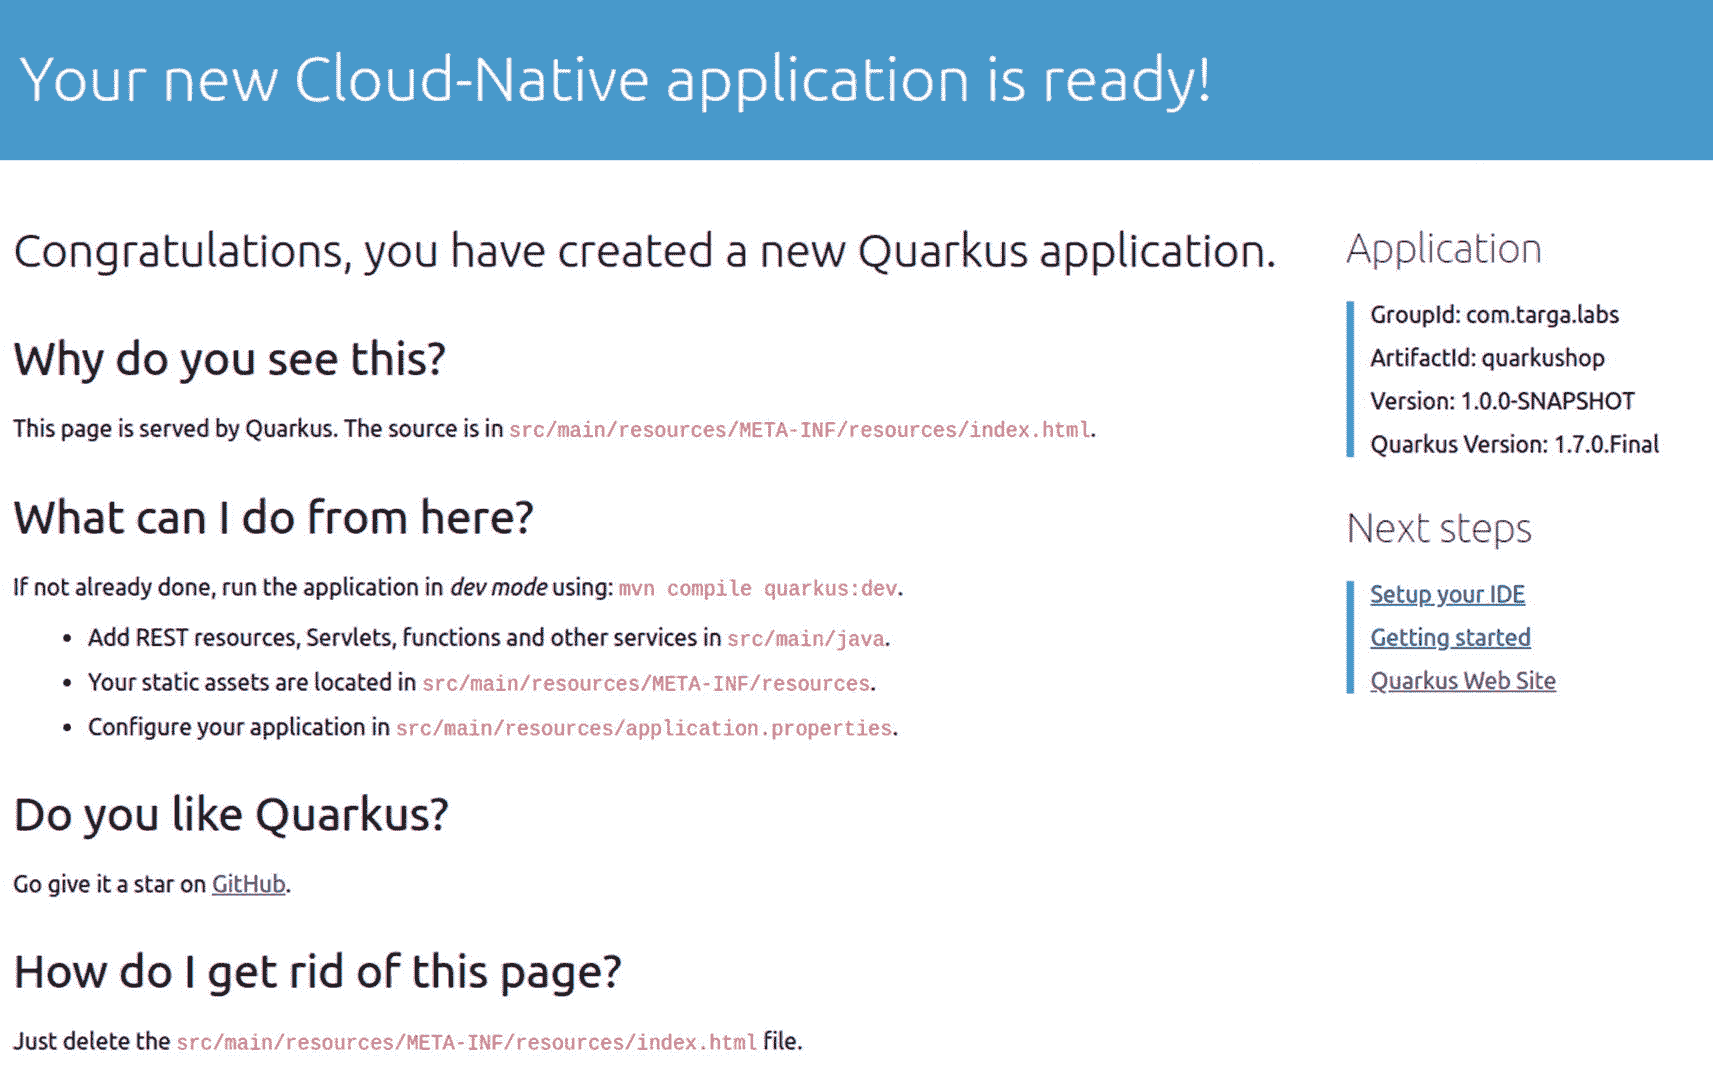 Your new Cloud-Native application is ready!
Congratulations, you have created a new Quarkus application.
Why do you see this?
This page is served by Quarkus. The source is in src/main/resources/META-INF/resources/index.html.
What can I do from here?
If not already done, run the application in dev mode using: mvn compile quarkus:dev.
• Add REST resources, Servlets, functions and other services in src/main/java.
• Your static assets are located in src/main/resources/META-INF/resources.
• Configure your application in src/main/resources/application.properties.
Do you like Quarkus?
Go give it a star on GitHub.
How do I get rid of this page?
Just delete the src/main/resources/META-INF/resources/index.html file.
Application
GroupId: com.targa.labs
ArtifactId: quarkushop
Version: 1.0.0-SNAPSHOT
Quarkus Version: 1.7.0.Final
Next steps
Setup your IDE
Getting started
Quarkus Web Site